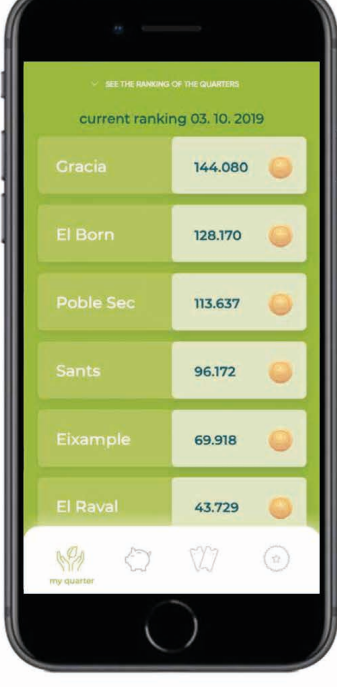 SEE THE RANKING OF THE QUARTERS
current ranking 03. 10. 2019
Gracia 144.080
El Born 128.170
Poble Sec 113.637
Sants 96.172
Eixample 69.918
El Raval 43.729
my quarter